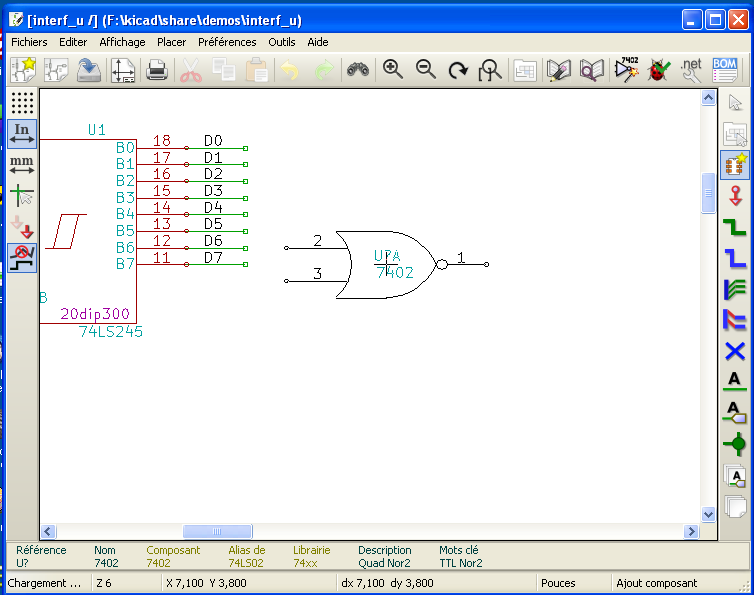 [interf_u /] (F:\kicad\share\demos\interf_u)
Fichiers Editer Affichage Placer Préférences Outils Aide
7402 .net BOM
In
mm
U1
B0 18 D0
B1 17 D1
B2 16 D2
B3 15 D3
B4 14 D4
B5 13 D5
B6 12 D6
B7 11 D7
B
20dip300
74LS245
2 3 1
UPA
7402
A
A
A
Référence Nom Composant Alias de Librairie Description Mots clé
U? 7402 7402 74LS02 74xx Quad Nor2 TTL Nor2
Chargement ... Z 6 X 7,100 Y 3,800 dx 7,100 dy 3,800 Pouces Ajout composant